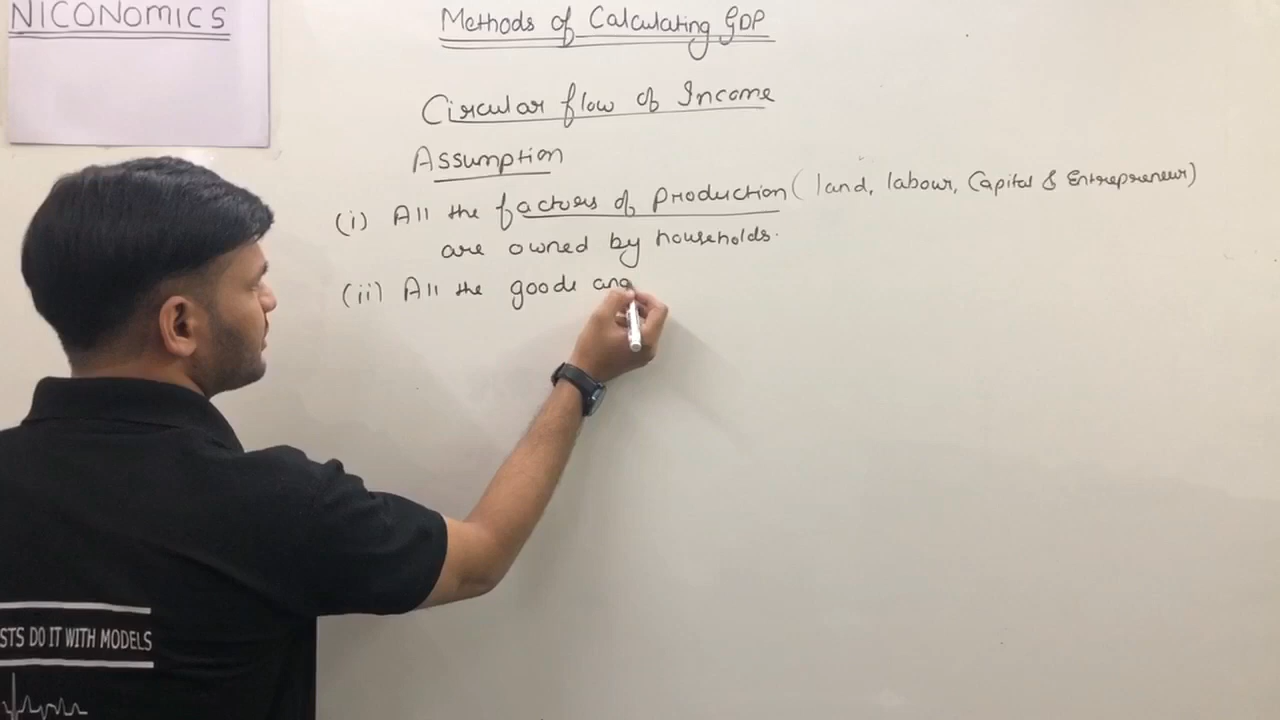 NICONOMICS
Methods of Calculating GDP
Circular flow of Income
Assumption
(i) All the factors of production (land, labour, Capital & Entrepreneur)
are owned by households.
(ii) All the goods and
STS DO IT WITH MODELS